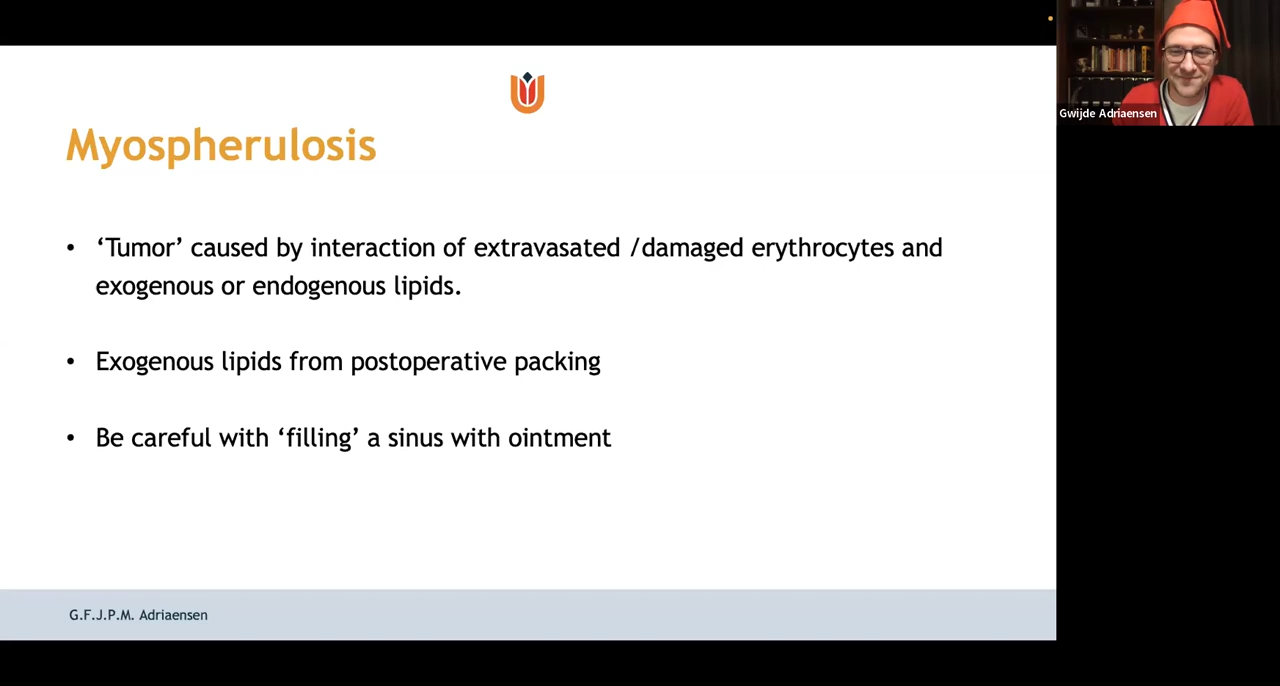 Gwijde Adriaensen
Myospherulosis
• ‘Tumor’ caused by interaction of extravasated /damaged erythrocytes and
exogenous or endogenous lipids.
• Exogenous lipids from postoperative packing
• Be careful with ‘filling’ a sinus with ointment
G.F.J.P.M. Adriaensen